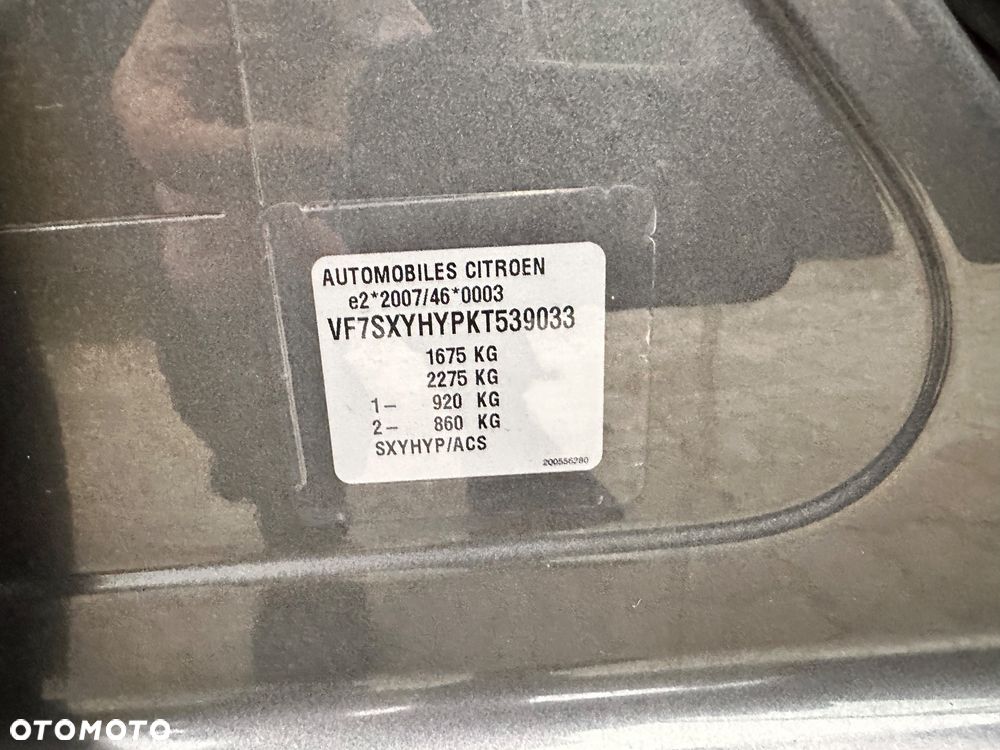 AUTOMOBILES CITROEN
e2*2007/46*0003
VF7SXYHYPKT539033
1675 KG
2275 KG
1- 920 KG
2- 860 KG
SXYHYP/ACS
200556280
OTOMOTO